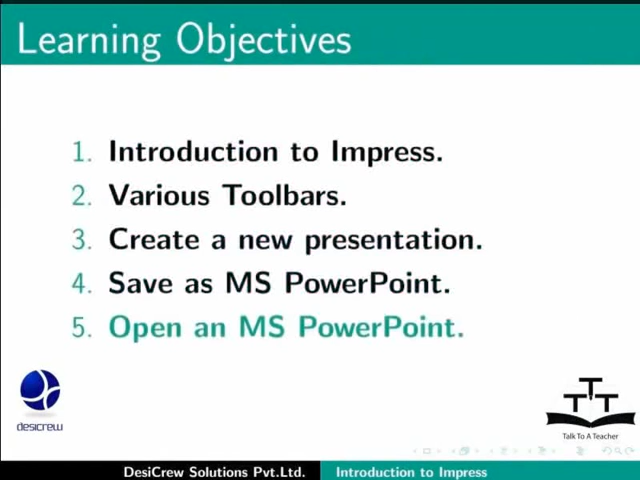 Learning Objectives
1. Introduction to Impress.
2. Various Toolbars.
3. Create a new presentation.
4. Save as MS PowerPoint.
5. Open an MS PowerPoint.
desicrew
TTT
Talk To A Teacher
DesiCrew Solutions Pvt.Ltd. Introduction to Impress